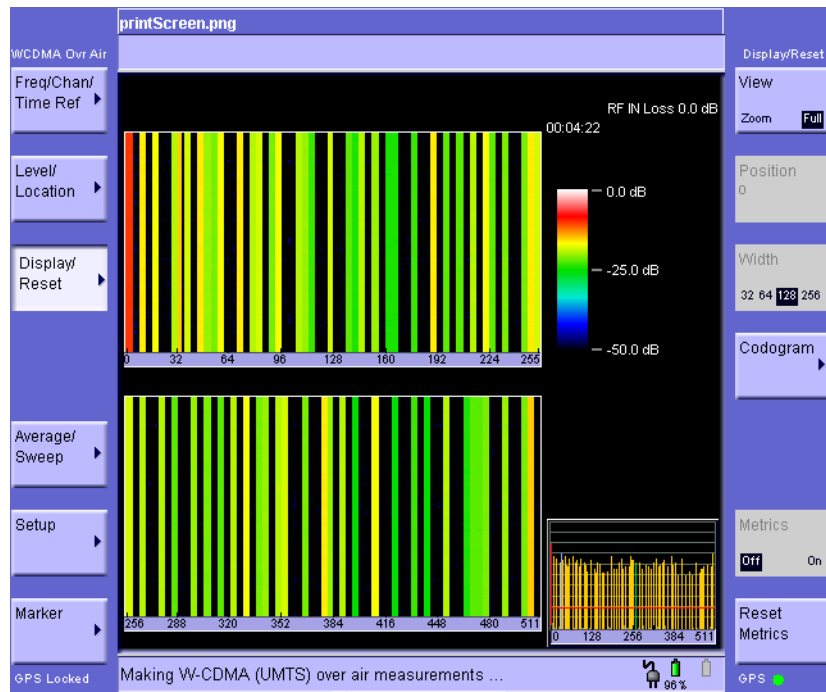 printScreen.png
WCDMA Ovr Air
Display/Reset
Freq/Chan/
Time Ref
Level/
Location
Display/
Reset
Average/
Sweep
Setup
Marker
GPS Locked
RF IN Loss 0.0 dB
00:04:22
0.0 dB
-25.0 dB
-50.0 dB
0 32 64 96 128 160 192 224 255
256 288 320 352 384 416 448 480 511
0 128 256 384 511
Making W-CDMA (UMTS) over air measurements ...
96%
View
Zoom Full
Position
0
Width
32 64 128 256
Codogram
Metrics
Off On
Reset
Metrics
GPS